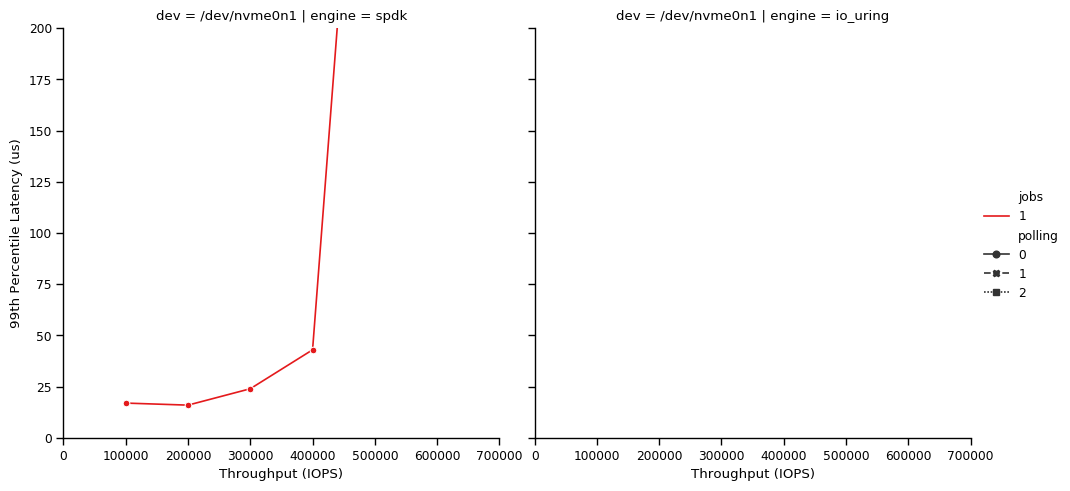 dev = /dev/nvme0n1 | engine = spdk
dev = /dev/nvme0n1 | engine = io_uring
99th Percentile Latency (us)
200
175
150
125
100
75
50
25
0
0 100000 200000 300000 400000 500000 600000 700000
Throughput (IOPS)
0 100000 200000 300000 400000 500000 600000 700000
Throughput (IOPS)
jobs
1
polling
0
1
2